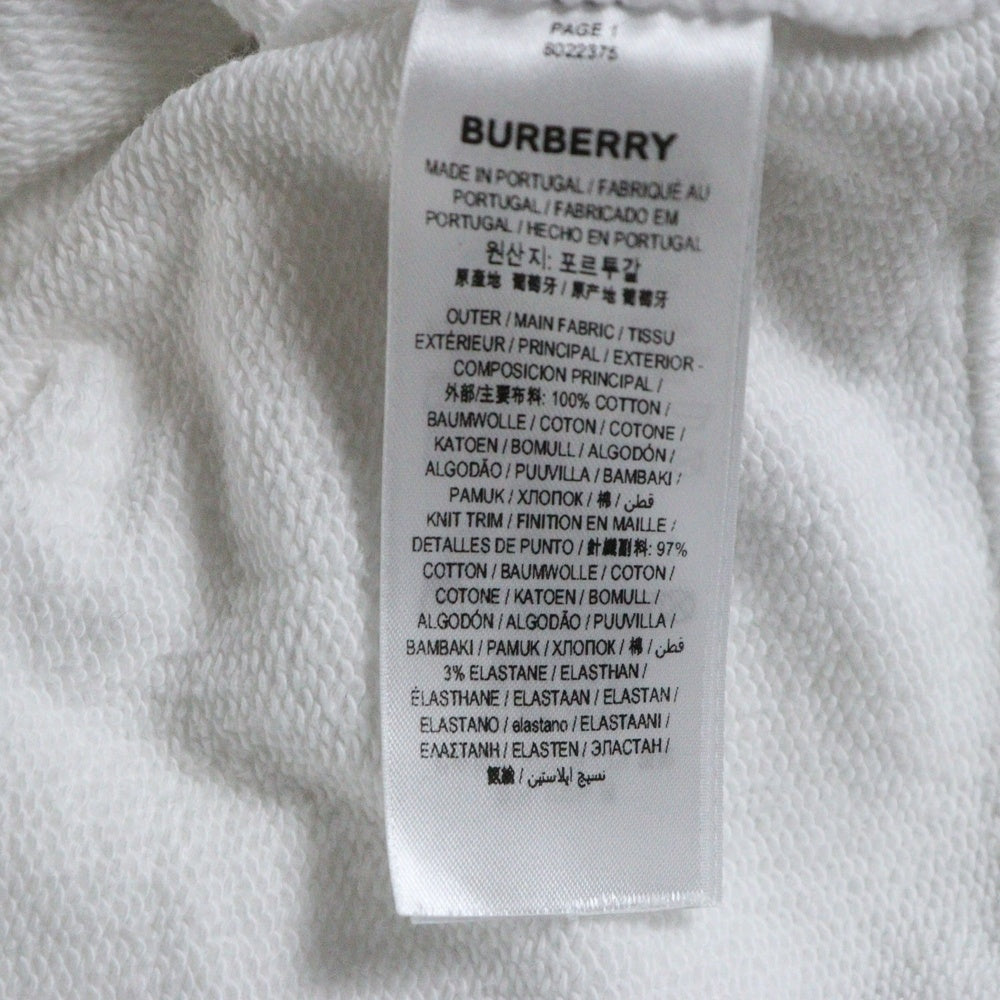 PAGE 1
8022375
BURBERRY
MADE IN PORTUGAL / FABRIQUÉ AU
PORTUGAL / FABRICADO EM
PORTUGAL / HECHO EN PORTUGAL
원산지: 포르투갈
原產地 葡萄牙 / 原产地 葡萄牙
OUTER / MAIN FABRIC / TISSU
EXTÉRIEUR / PRINCIPAL / EXTERIOR -
COMPOSICION PRINCIPAL /
外部/主要布料: 100% COTTON /
BAUMWOLLE / COTON / COTONE /
KATOEN / BOMULL / ALGODÓN /
ALGODÃO / PUUVILLA / BAMBAKI /
PAMUK / ХЛОПОК / 棉 / قطن
KNIT TRIM / FINITION EN MAILLE /
DETALLES DE PUNTO / 針織副料: 97%
COTTON / BAUMWOLLE / COTON /
COTONE / KATOEN / BOMULL /
ALGODÓN / ALGODÃO / PUUVILLA /
BAMBAKI / PAMUK / ХЛОПОК / 棉 / قطن
3% ELASTANE / ELASTHAN /
ÉLASTHANE / ELASTAAN / ELASTAN /
ELASTANO / elastano / ELASTAANI /
ΕΛΑΣΤΑΝΗ / ELASTEN / ЭЛАСТАН /
氨綸 / نسيج ايلاستين